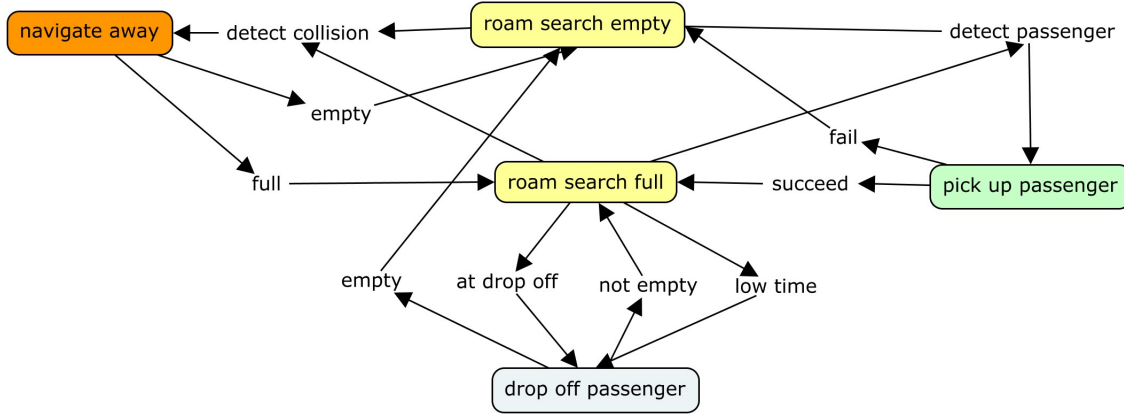 navigate away
detect collision
roam search empty
detect passenger
empty
fail
full
roam search full
succeed
pick up passenger
empty
at drop off
not empty
low time
drop off passenger